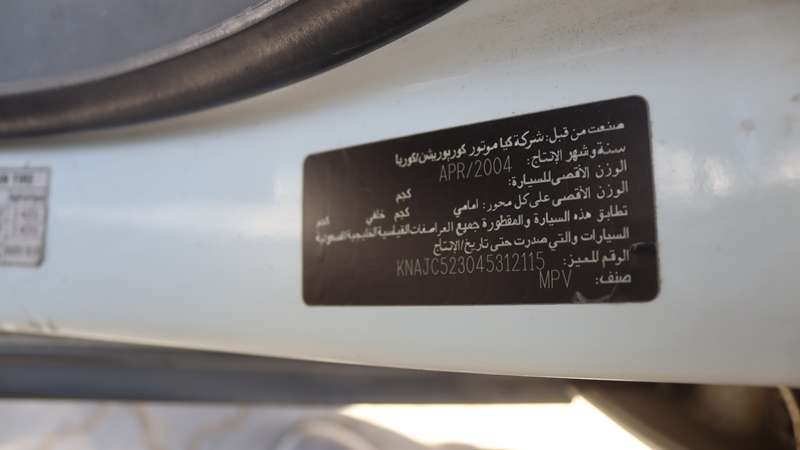 صنعت من قبل: شركة كيا موتور كوربوريشن/كوريا
سنة وشهر الإنتاج: APR/2004
الوزن الأقصى للسيارة: كجم
الوزن الأقصى على كل محور: امامي كجم خلفي كجم
تطابق هذه السيارة والمقطورة جميع المواصفات القياسية الخليجية السعودية
السيارات والتي صدرت حتى تاريخ/الإنتاج
الرقم للميز: KNAJC523045312115
صنف: MPV